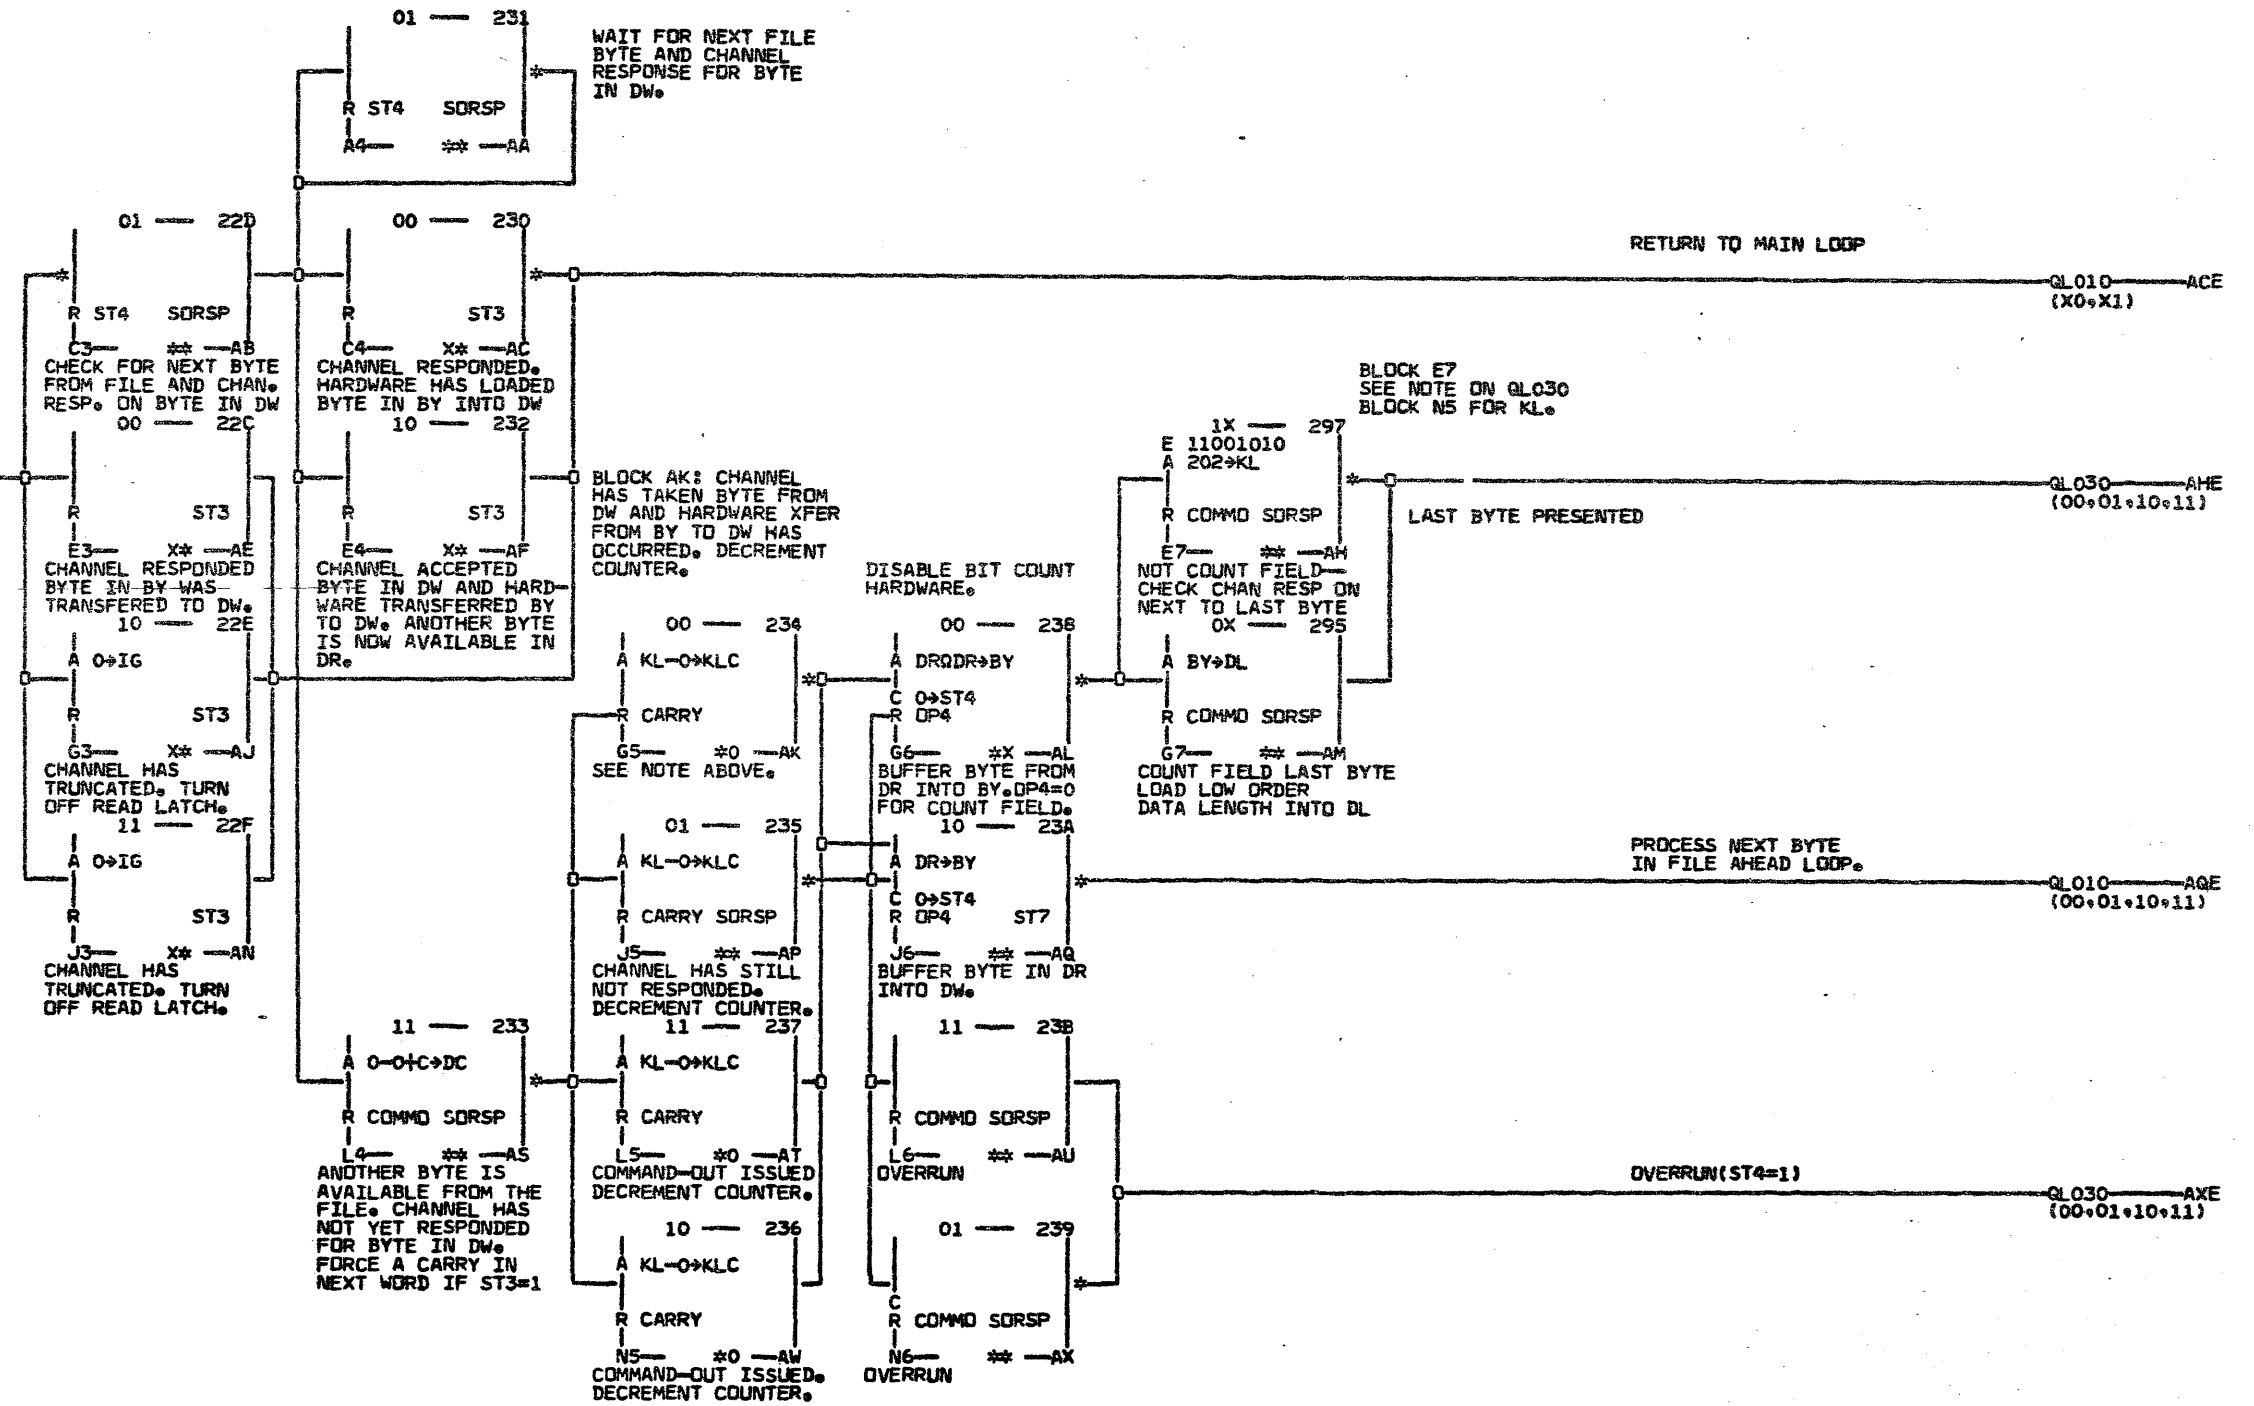 01 — 231
R ST4 SORSP
A4— ** —AA
WAIT FOR NEXT FILE
BYTE AND CHANNEL
RESPONSE FOR BYTE
IN DW.
01 — 22D
*
R ST4 SORSP
C3— ** —AB
CHECK FOR NEXT BYTE
FROM FILE AND CHAN.
RESP. ON BYTE IN DW
00 — 22C
R ST3
E3— X* —AE
CHANNEL RESPONDED
BYTE IN BY WAS
TRANSFERED TO DW.
10 — 22E
A 0→IG
R ST3
G3— X* —AJ
CHANNEL HAS
TRUNCATED. TURN
OFF READ LATCH.
11 — 22F
A 0→IG
R ST3
J3— X* —AN
CHANNEL HAS
TRUNCATED. TURN
OFF READ LATCH.
00 — 230
*
R ST3
C4— X* —AC
CHANNEL RESPONDED.
HARDWARE HAS LOADED
BYTE IN BY INTO DW
10 — 232
R ST3
E4— X* —AF
CHANNEL ACCEPTED
BYTE IN DW AND HARD—
WARE TRANSFERRED BY
TO DW. ANOTHER BYTE
IS NOW AVAILABLE IN
DR.
11 — 233
A 0—0+C→DC
*
R COMMO SORSP
L4— ** —AS
ANOTHER BYTE IS
AVAILABLE FROM THE
FILE. CHANNEL HAS
NOT YET RESPONDED
FOR BYTE IN DW.
FORCE A CARRY IN
NEXT WORD IF ST3=1
BLOCK AK: CHANNEL
HAS TAKEN BYTE FROM
DW AND HARDWARE XFER
FROM BY TO DW HAS
OCCURRED. DECREMENT
COUNTER.
00 — 234
A KL—0→KLC
*
R CARRY
G5— *0 —AK
SEE NOTE ABOVE.
01 — 235
A KL—0→KLC
*
R CARRY SORSP
J5— ** —AP
CHANNEL HAS STILL
NOT RESPONDED.
DECREMENT COUNTER.
11 — 237
A KL—0→KLC
R CARRY
L5— *0 —AT
COMMAND—OUT ISSUED
DECREMENT COUNTER.
10 — 236
A KL—0→KLC
R CARRY
N5— *0 —AW
COMMAND—OUT ISSUED.
DECREMENT COUNTER.
DISABLE BIT COUNT
HARDWARE.
00 — 238
A DRΩDR→BY
*
C 0→ST4
R OP4
G6— *X —AL
BUFFER BYTE FROM
DR INTO BY.OP4=0
FOR COUNT FIELD.
10 — 23A
A DR→BY
*
C 0→ST4
R OP4 ST7
J6— ** —AQ
BUFFER BYTE IN DR
INTO DW.
11 — 23B
R COMMO SORSP
L6— ** —AU
OVERRUN
01 — 239
*
C
R COMMO SORSP
N6— ** —AX
OVERRUN
BLOCK E7
SEE NOTE ON QL030
BLOCK N5 FOR KL.
1X — 297
E 11001010
A 202→KL
*
R COMMO SORSP
E7— ** —AH
NOT COUNT FIELD—
CHECK CHAN RESP ON
NEXT TO LAST BYTE
0X — 295
A BY→DL
R COMMO SORSP
G7— ** —AM
COUNT FIELD LAST BYTE
LOAD LOW ORDER
DATA LENGTH INTO DL
RETURN TO MAIN LOOP
QL010—ACE
(X0,X1)
LAST BYTE PRESENTED
QL030—AHE
(00,01,10,11)
PROCESS NEXT BYTE
IN FILE AHEAD LOOP.
QL010—AQE
(00,01,10,11)
OVERRUN(ST4=1)
QL030—AXE
(00,01,10,11)